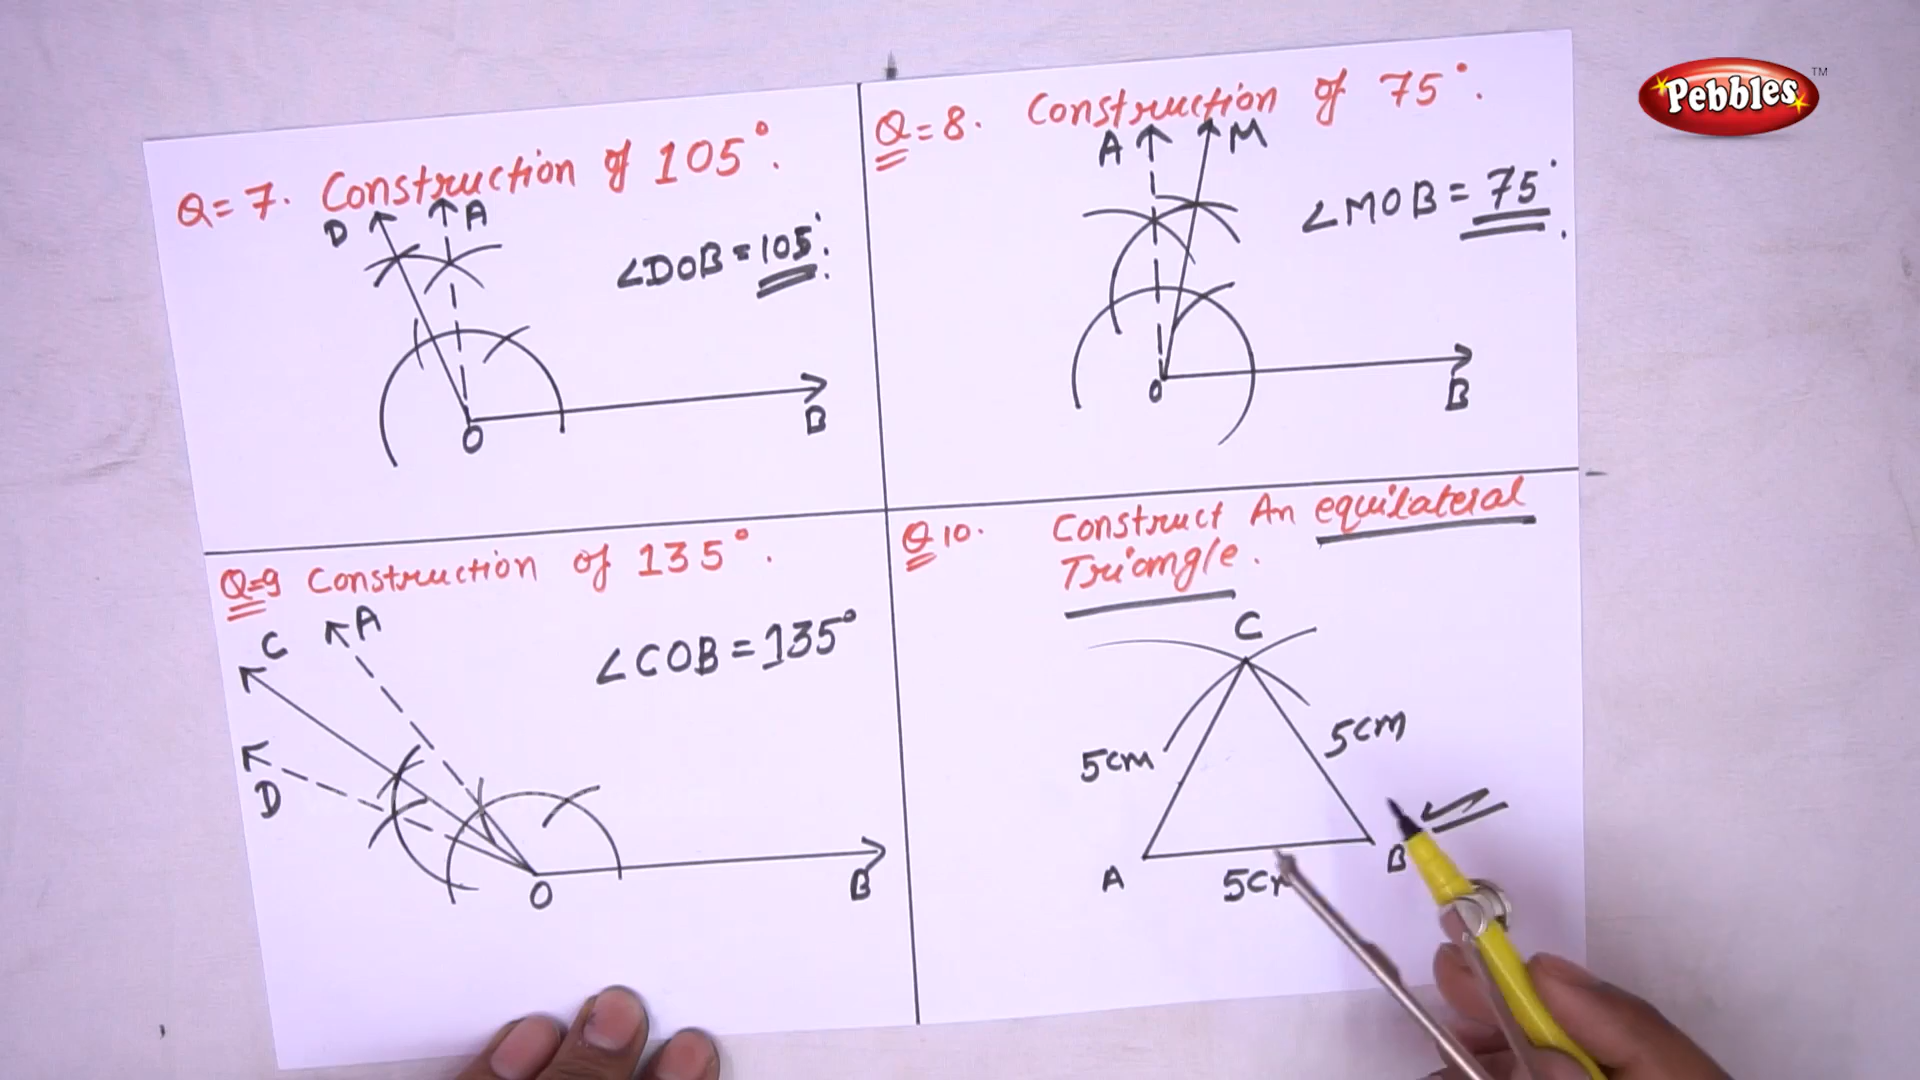 Pebbles™
Q=7. Construction of 105°.
D
A
∠DOB = 105°.
O
B
Q=8. Construction of 75°.
A
M
∠MOB = 75°.
O
B
Q=9 Construction of 135°.
A
C
∠COB = 135°
D
O
B
Q10. Construct An equilateral
Triangle.
C
5cm
5cm
A
B